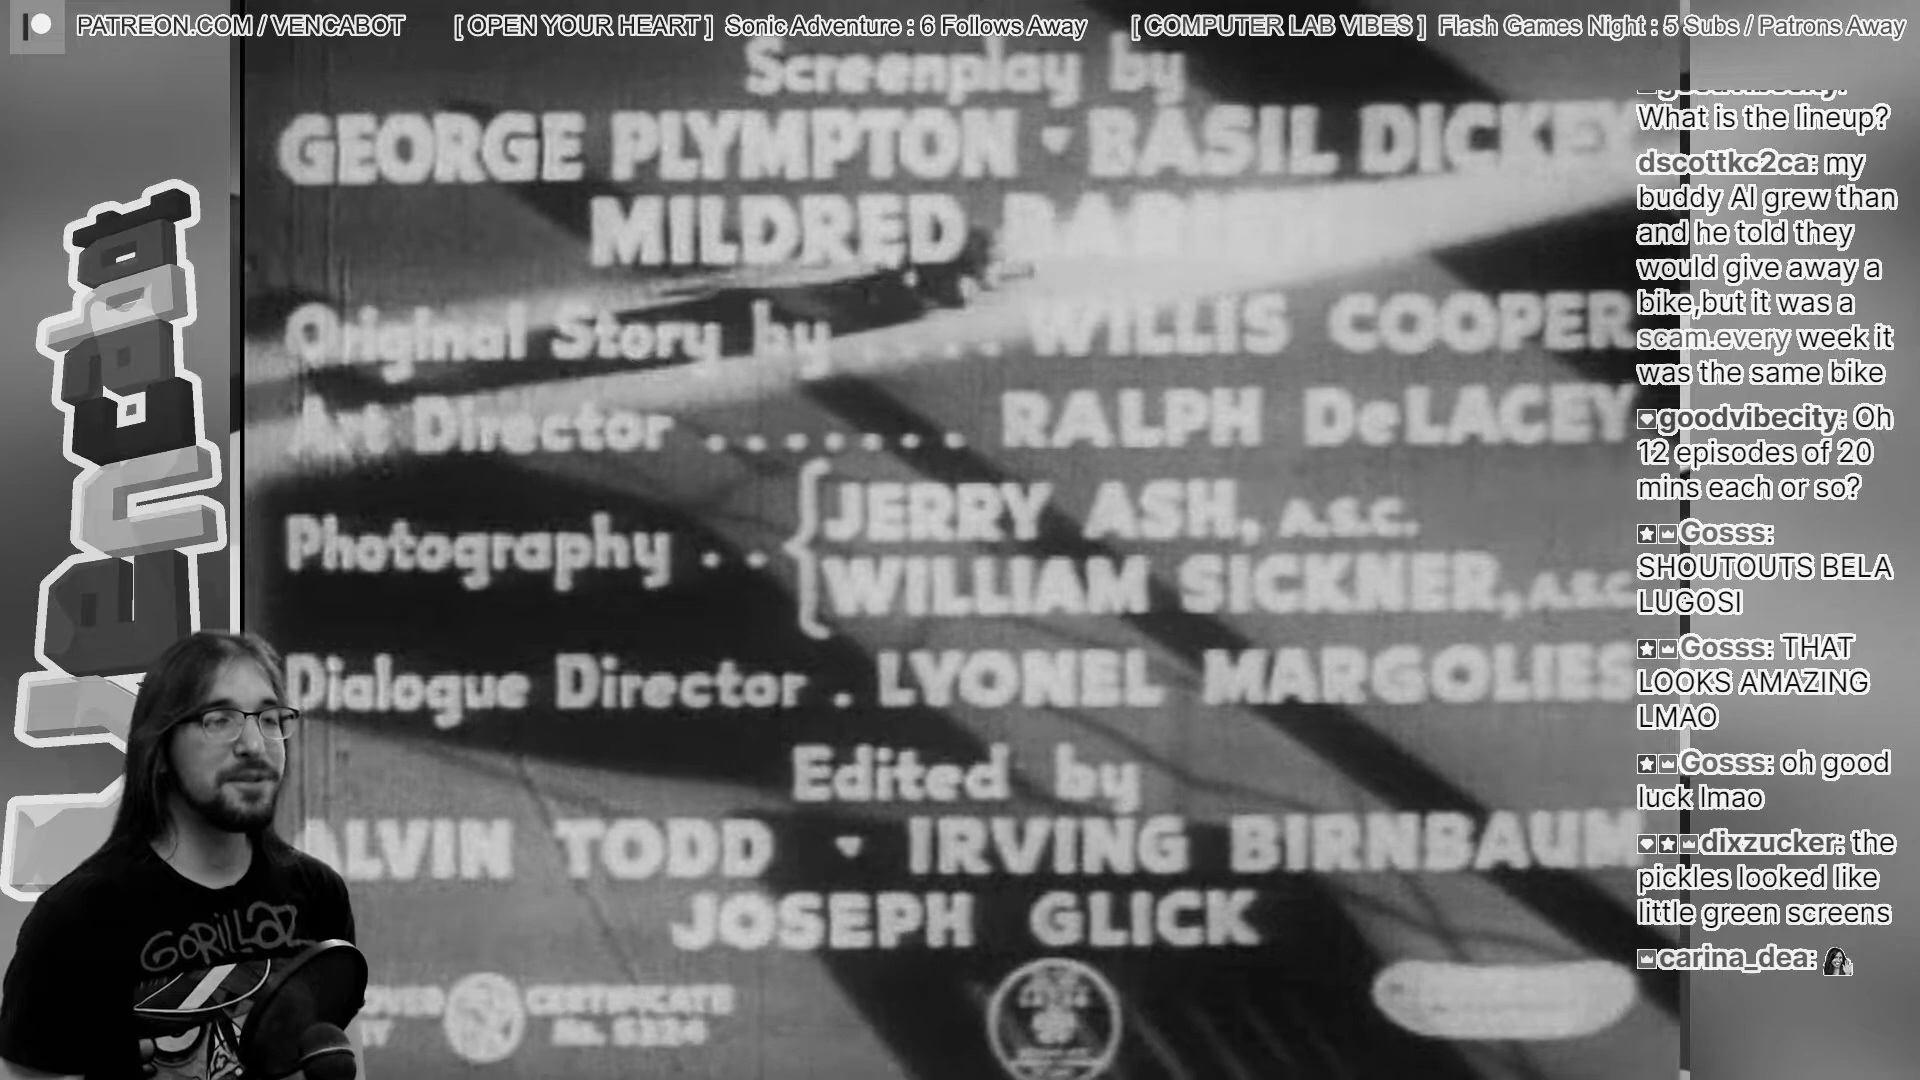 PATREON.COM / VENCABOT [ OPEN YOUR HEART ] Sonic Adventure : 6 Follows Away [ COMPUTER LAB VIBES ] Flash Games Night : 5 Subs / Patrons Away
Screenplay by
GEORGE PLYMPTON · BASIL DICKEY
MILDRED
Original Story by ..... WILLIS COOPER
Art Director ....... RALPH DeLACEY
Photography .. { JERRY ASH, A.S.C.
WILLIAM SICKNER, A.S.C.
Dialogue Director . LYONEL MARGOLIES
Edited by
ALVIN TODD · IRVING BIRNBAUM
JOSEPH GLICK
CERTIFICATE
No.
Vencabot
GORILLAZ
goodvibecity:
What is the lineup?
dscottkc2ca: my
buddy Al grew than
and he told they
would give away a
bike,but it was a
scam.every week it
was the same bike
goodvibecity: Oh
12 episodes of 20
mins each or so?
Gosss:
SHOUTOUTS BELA
LUGOSI
Gosss: THAT
LOOKS AMAZING
LMAO
Gosss: oh good
luck lmao
dixzucker: the
pickles looked like
little green screens
carina_dea: